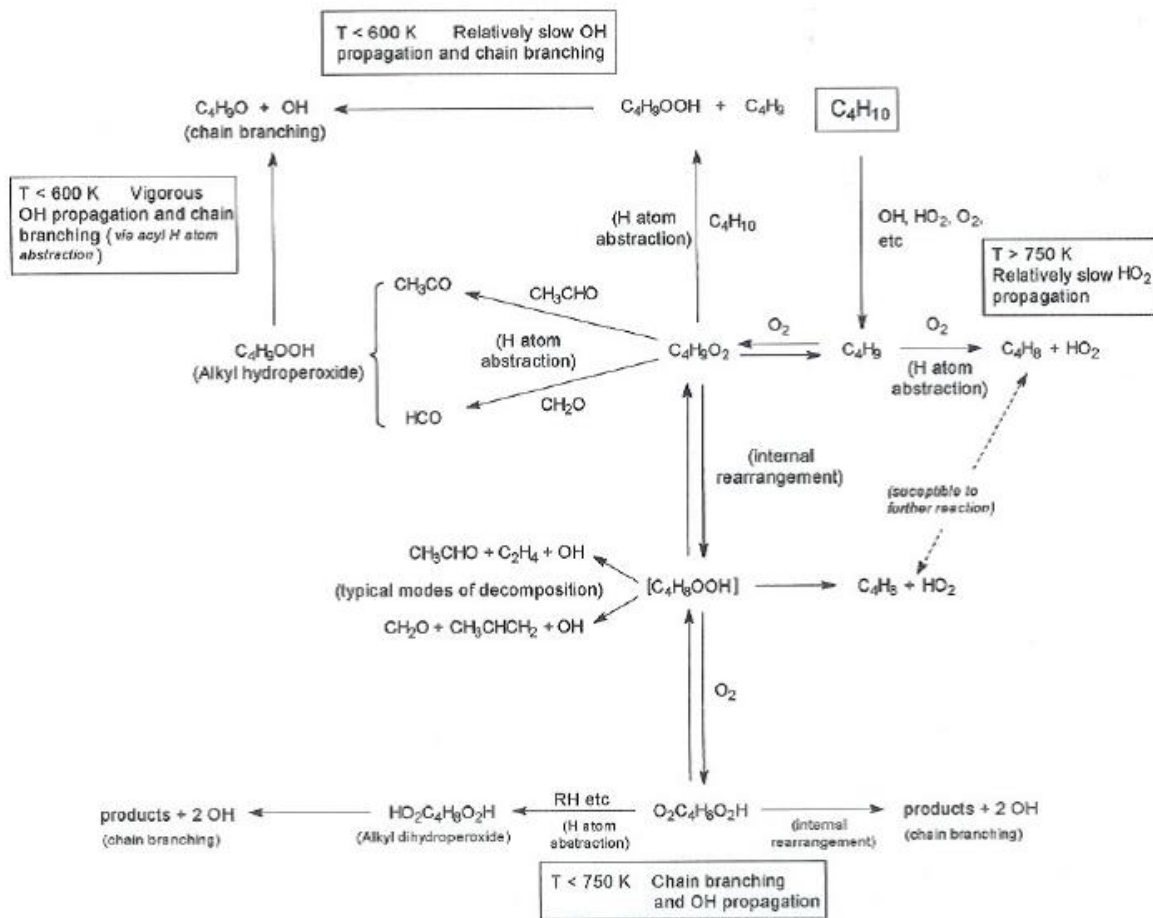 T < 600 K Relatively slow OH
propagation and chain branching
C₄H₉O + OH
(chain branching)
C₄H₉OOH + C₄H₉
C₄H₁₀
T < 600 K Vigorous
OH propagation and chain
branching (via acyl H atom
abstraction)
(H atom
abstraction)
C₄H₁₀
OH, HO₂, O₂,
etc
T > 750 K
Relatively slow HO₂
propagation
CH₃CO
CH₃CHO
C₄H₉OOH
(Alkyl hydroperoxide)
(H atom
abstraction)
C₄H₉O₂
O₂
C₄H₉
O₂
(H atom
abstraction)
C₄H₈ + HO₂
HCO
CH₂O
(internal
rearrangement)
(suceptible to
further reaction)
CH₃CHO + C₂H₄ + OH
(typical modes of decomposition)
[C₄H₈OOH]
C₄H₈ + HO₂
CH₂O + CH₃CHCH₂ + OH
O₂
products + 2 OH
(chain branching)
HO₂C₄H₈O₂H
(Alkyl dihydroperoxide)
RH etc
(H atom
abatraction)
O₂C₄H₈O₂H
(internal
rearrangement)
products + 2 OH
(chain branching)
T < 750 K Chain branching
and OH propagation